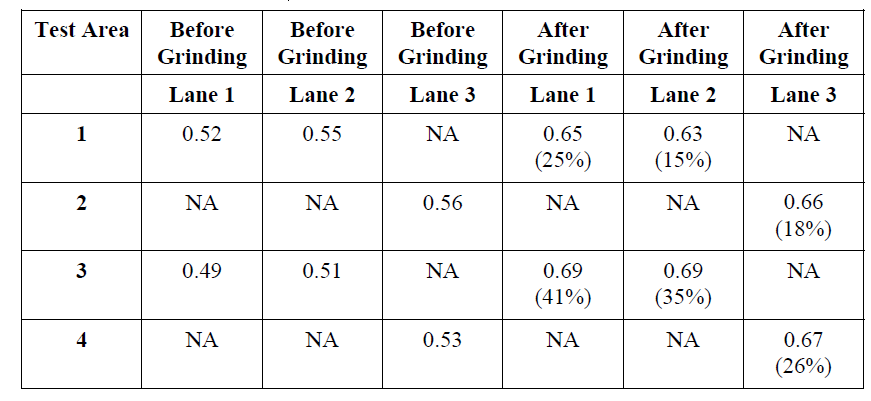 Test Area Before Grinding Before Grinding Before Grinding After Grinding After Grinding After Grinding
Lane 1 Lane 2 Lane 3 Lane 1 Lane 2 Lane 3
1 0.52 0.55 NA 0.65 (25%) 0.63 (15%) NA
2 NA NA 0.56 NA NA 0.66 (18%)
3 0.49 0.51 NA 0.69 (41%) 0.69 (35%) NA
4 NA NA 0.53 NA NA 0.67 (26%)